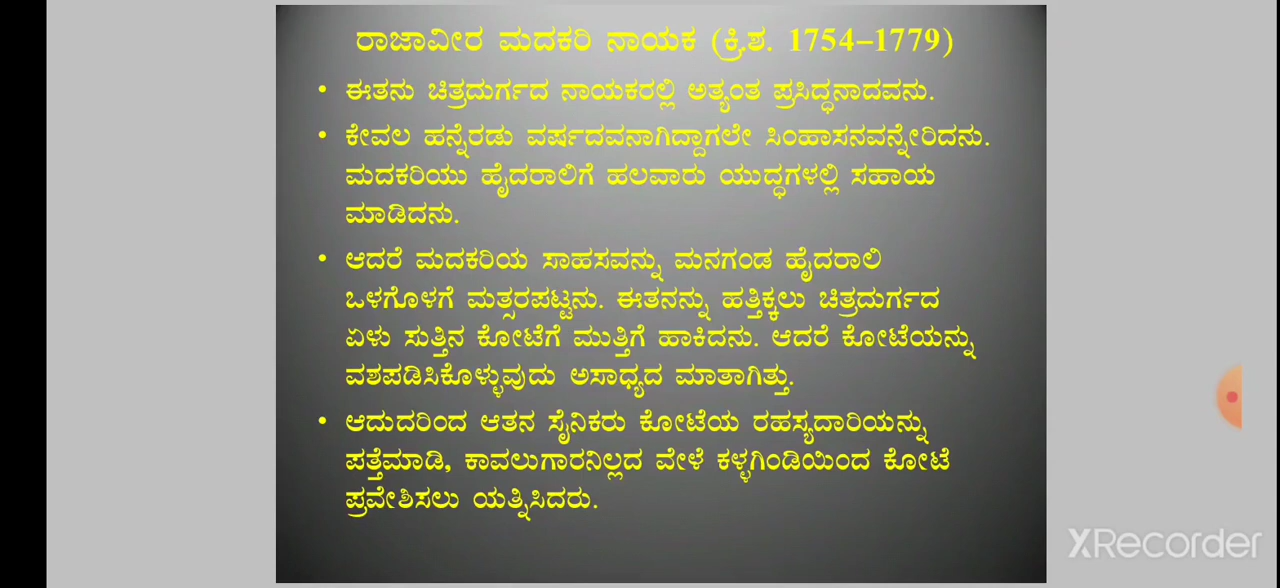 ರಾಜಾವೀರ ಮದಕರಿ ನಾಯಕ (ಕ್ರಿ.ಶ. 1754–1779)
• ಈತನು ಚಿತ್ರದುರ್ಗದ ನಾಯಕರಲ್ಲಿ ಅತ್ಯಂತ ಪ್ರಸಿದ್ಧನಾದವನು.
• ಕೇವಲ ಹನ್ನೆರಡು ವರ್ಷದವನಾಗಿದ್ದಾಗಲೇ ಸಿಂಹಾಸನವನ್ನೇರಿದನು.
ಮದಕರಿಯು ಹೈದರಾಲಿಗೆ ಹಲವಾರು ಯುದ್ಧಗಳಲ್ಲಿ ಸಹಾಯ
ಮಾಡಿದನು.
• ಆದರೆ ಮದಕರಿಯ ಸಾಹಸವನ್ನು ಮನಗಂಡ ಹೈದರಾಲಿ
ಒಳಗೊಳಗೆ ಮತ್ಸರಪಟ್ಟನು. ಈತನನ್ನು ಹತ್ತಿಕ್ಕಲು ಚಿತ್ರದುರ್ಗದ
ಏಳು ಸುತ್ತಿನ ಕೋಟೆಗೆ ಮುತ್ತಿಗೆ ಹಾಕಿದನು. ಆದರೆ ಕೋಟೆಯನ್ನು
ವಶಪಡಿಸಿಕೊಳ್ಳುವುದು ಅಸಾಧ್ಯದ ಮಾತಾಗಿತ್ತು.
• ಆದುದರಿಂದ ಆತನ ಸೈನಿಕರು ಕೋಟೆಯ ರಹಸ್ಯದಾರಿಯನ್ನು
ಪತ್ತೆಮಾಡಿ, ಕಾವಲುಗಾರನಿಲ್ಲದ ವೇಳೆ ಕಳ್ಳಗಿಂಡಿಯಿಂದ ಕೋಟೆ
ಪ್ರವೇಶಿಸಲು ಯತ್ನಿಸಿದರು.
XRecorder